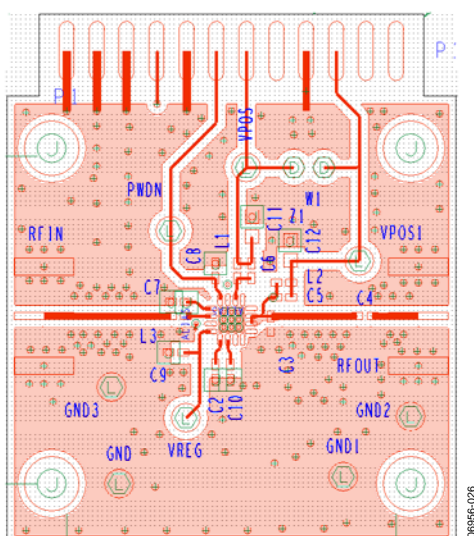 P1
P1
VPOS
PWDN
W1
RFIN
C11
Z1
VPOS1
L1
C12
C8
C6
L2
C7
C5
C4
L3
C3
RFOUT
C9
C2
C10
GND3
GND2
VREG
GND
GND1
J
J
J
J
L
L
L
L
L
L
L
L
06956-026